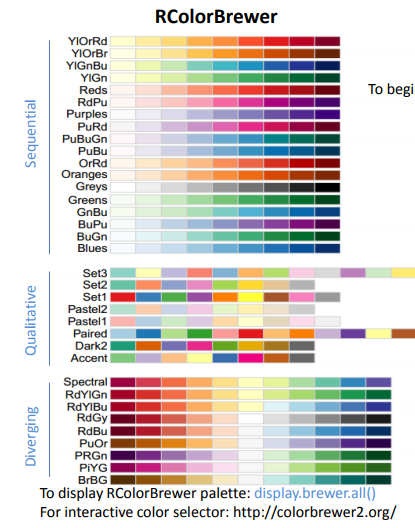 RColorBrewer
Sequential
YlOrRd
YlOrBr
YlGnBu
YlGn
Reds
RdPu
Purples
PuRd
PuBuGn
PuBu
OrRd
Oranges
Greys
Greens
GnBu
BuPu
BuGn
Blues
To begi
Qualitative
Set3
Set2
Set1
Pastel2
Pastel1
Paired
Dark2
Accent
Diverging
Spectral
RdYlGn
RdYlBu
RdGy
RdBu
PuOr
PRGn
PiYG
BrBG
To display RColorBrewer palette: display.brewer.all()
For interactive color selector: http://colorbrewer2.org/